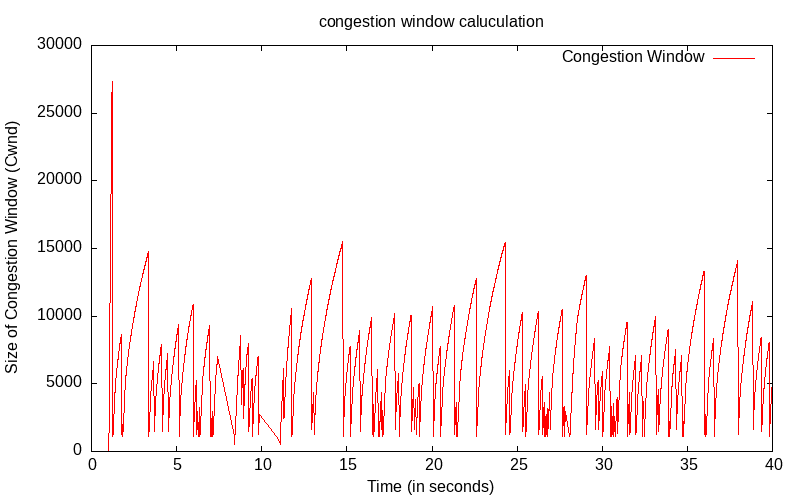 congestion window caluculation
30000
25000
20000
15000
10000
5000
0
Size of Congestion Window (Cwnd)
Congestion Window
0 5 10 15 20 25 30 35 40
Time (in seconds)